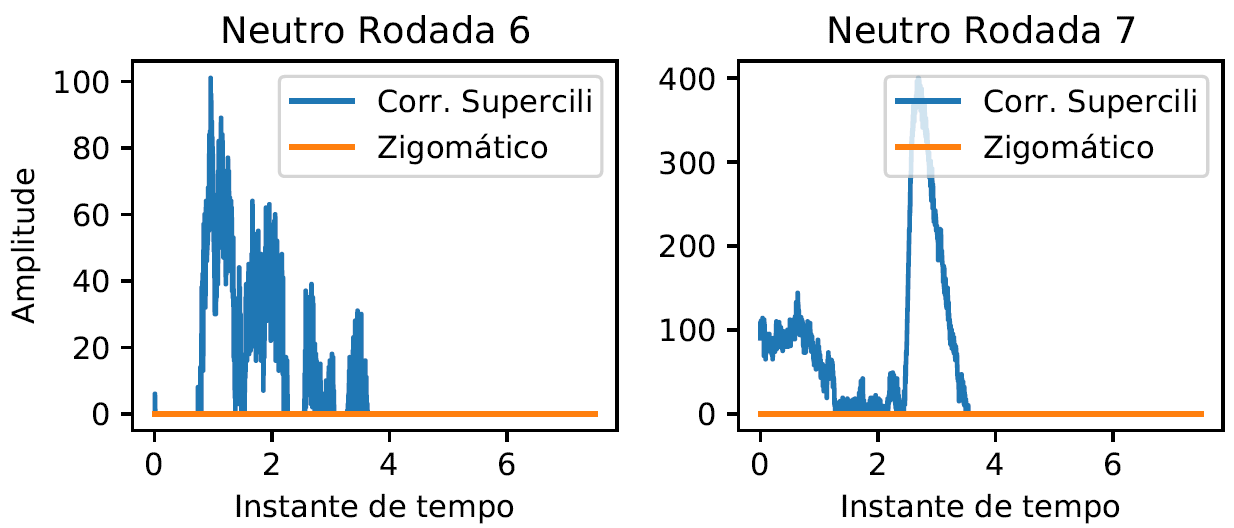 Neutro Rodada 6
Amplitude
100
80
60
40
20
0
Corr. Supercili
Zigomático
0 2 4 6
Instante de tempo
Neutro Rodada 7
400
300
200
100
0
Corr. Supercili
Zigomático
0 2 4 6
Instante de tempo